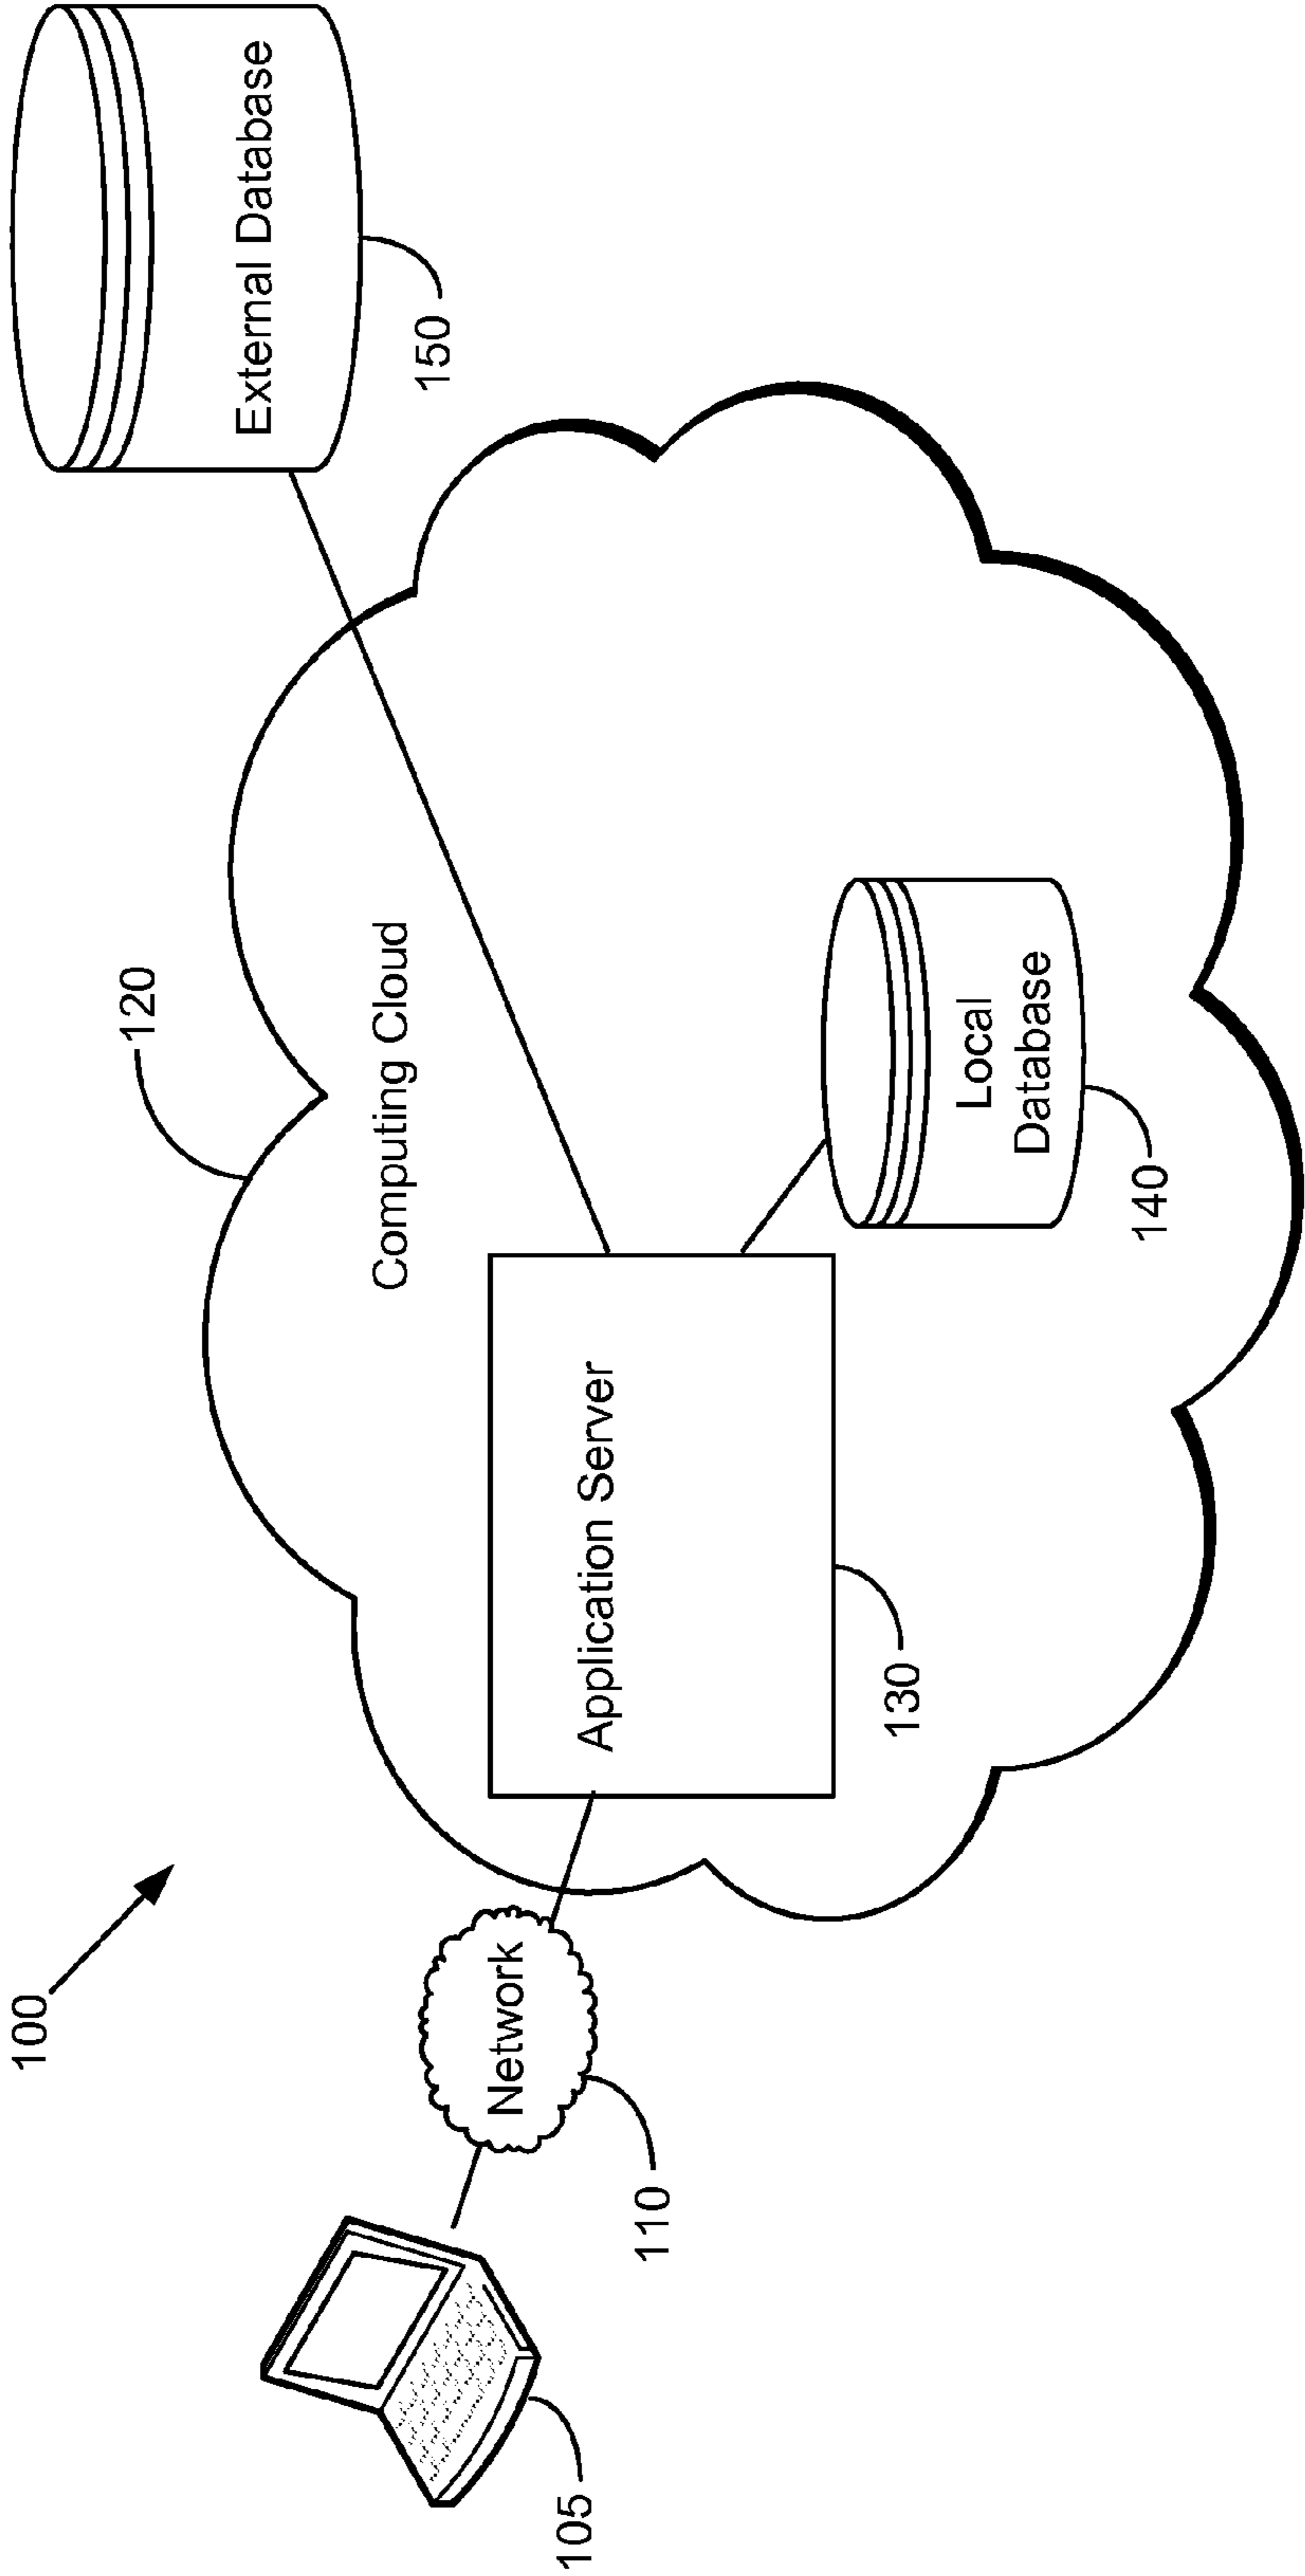 100
120
Computing Cloud
External Database
150
Network
110
105
Application Server
130
Local
Database
140